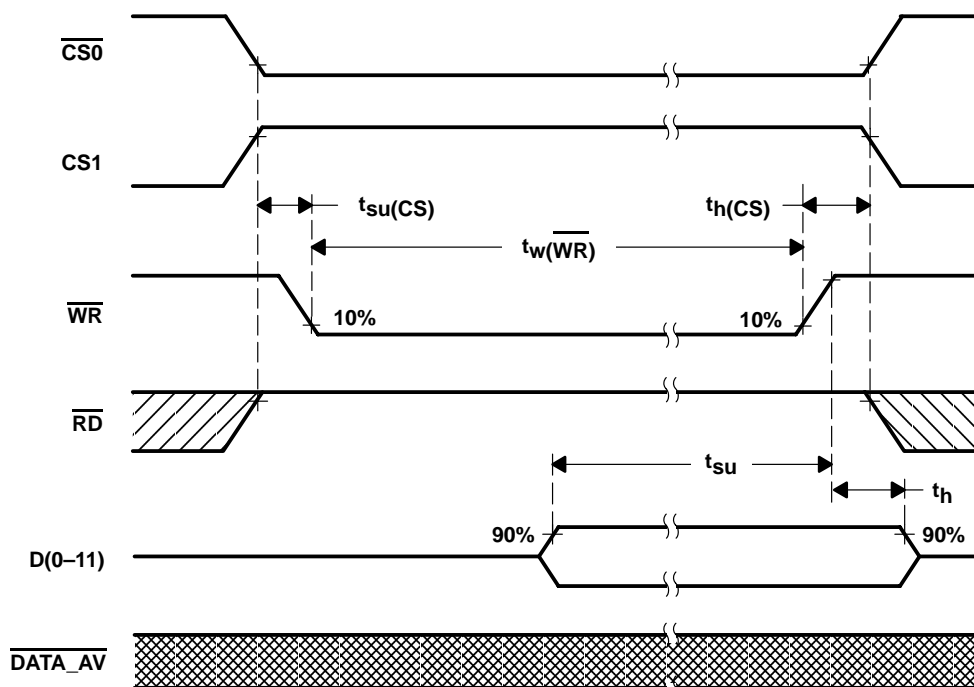 CS0
CS1
tsu(CS)
th(CS)
tw(WR)
WR
10%
10%
RD
tsu
th
90%
90%
D(0–11)
DATA_AV